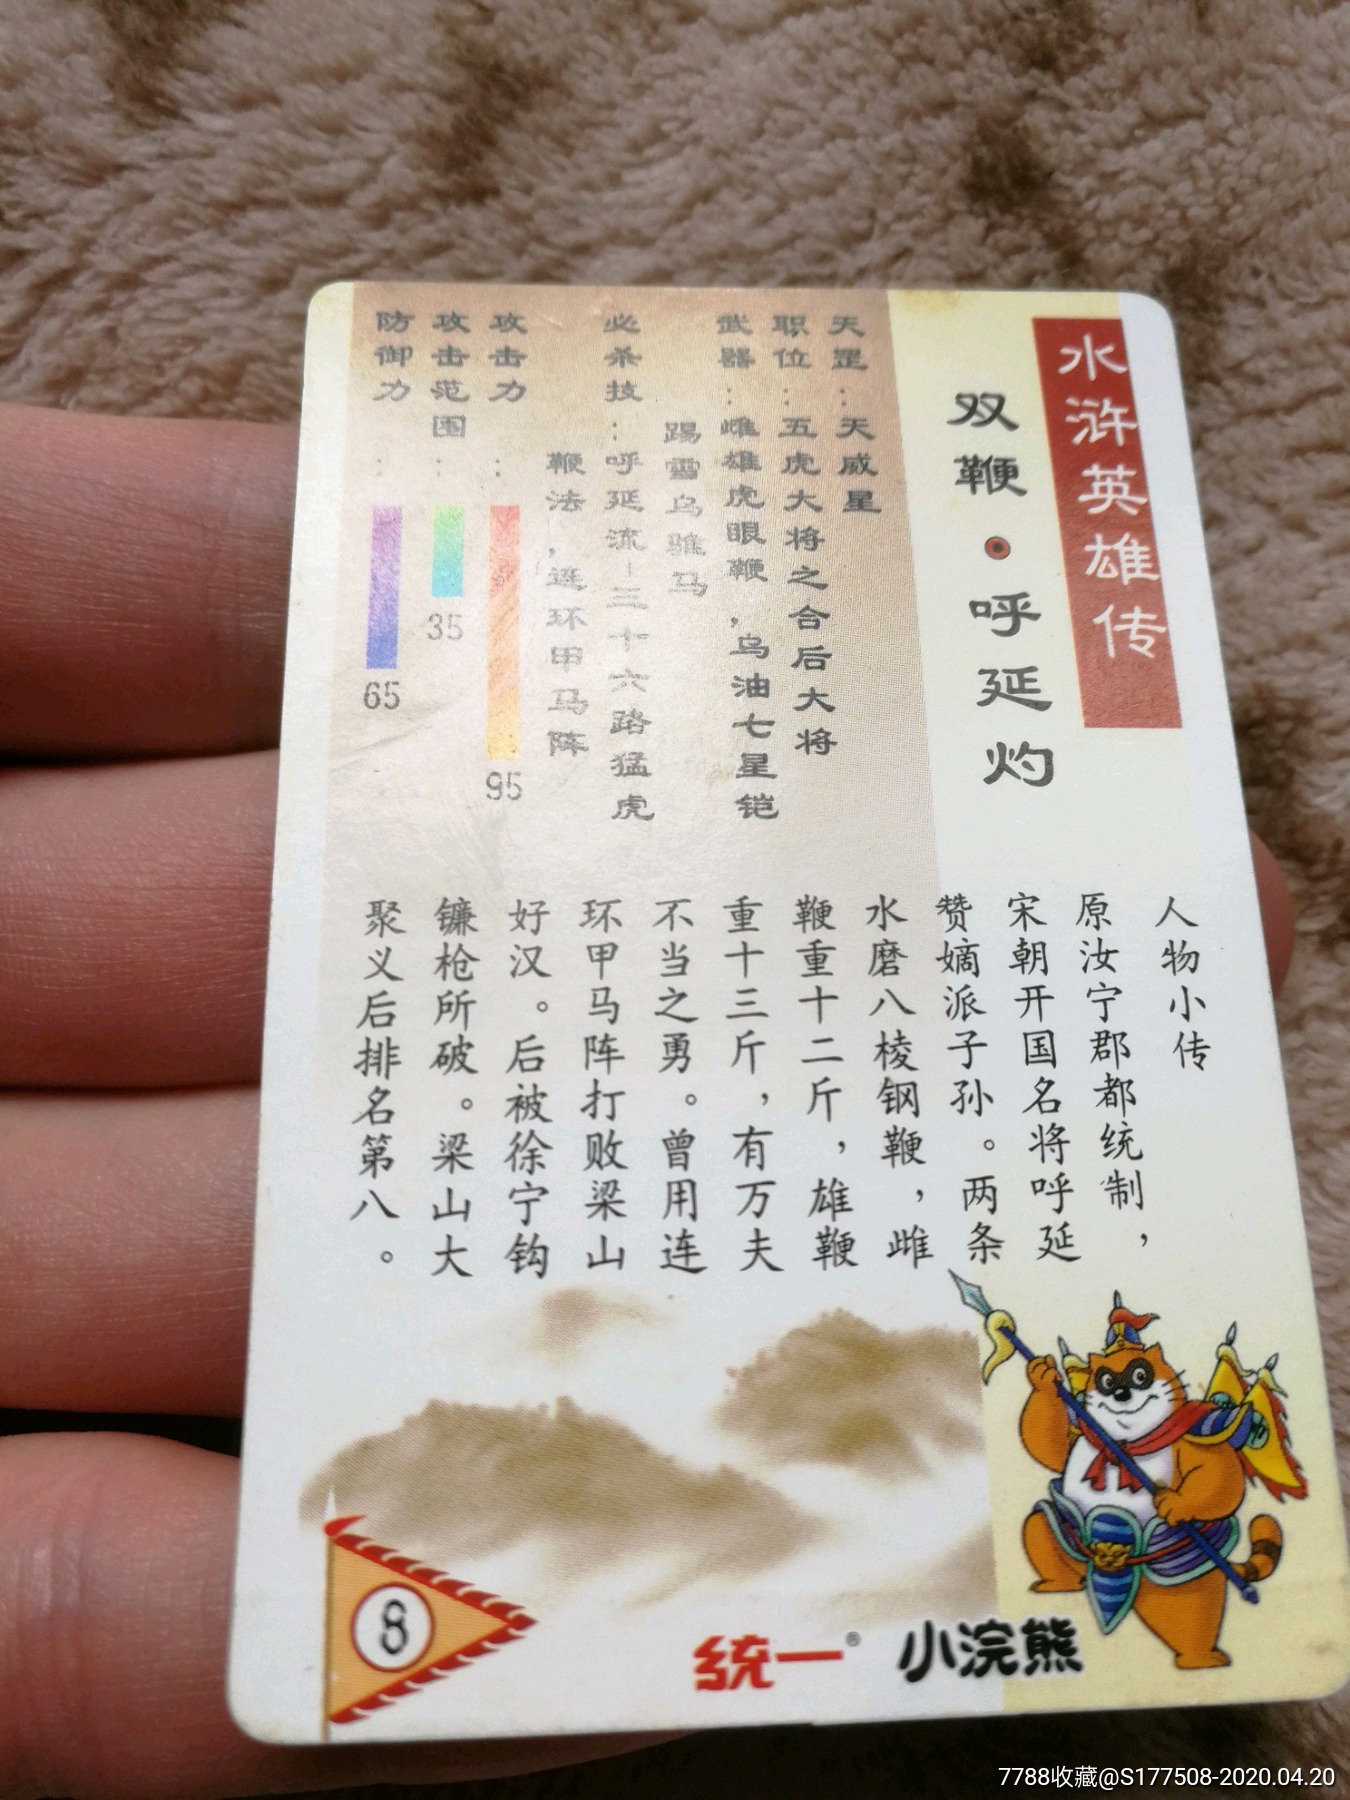 水浒英雄传
双鞭·呼延灼
天罡：天威星
职位：五虎大将之合后大将
武器：雌雄虎眼鞭，乌油七星铠
踢雪乌骓马
必杀技：呼延流-三十六路猛虎
鞭法，连环甲马阵
攻击力：95
攻击范围：35
防御力：65
人物小传
原汝宁郡都统制，
宋朝开国名将呼延
赞嫡派子孙。两条
水磨八棱钢鞭，雌
鞭重十二斤，雄鞭
重十三斤，有万夫
不当之勇。曾用连
环甲马阵打败梁山
好汉。后被徐宁钩
镰枪所破。梁山大
聚义后排名第八。
8
统一® 小浣熊
7788收藏@S177508-2020.04.20